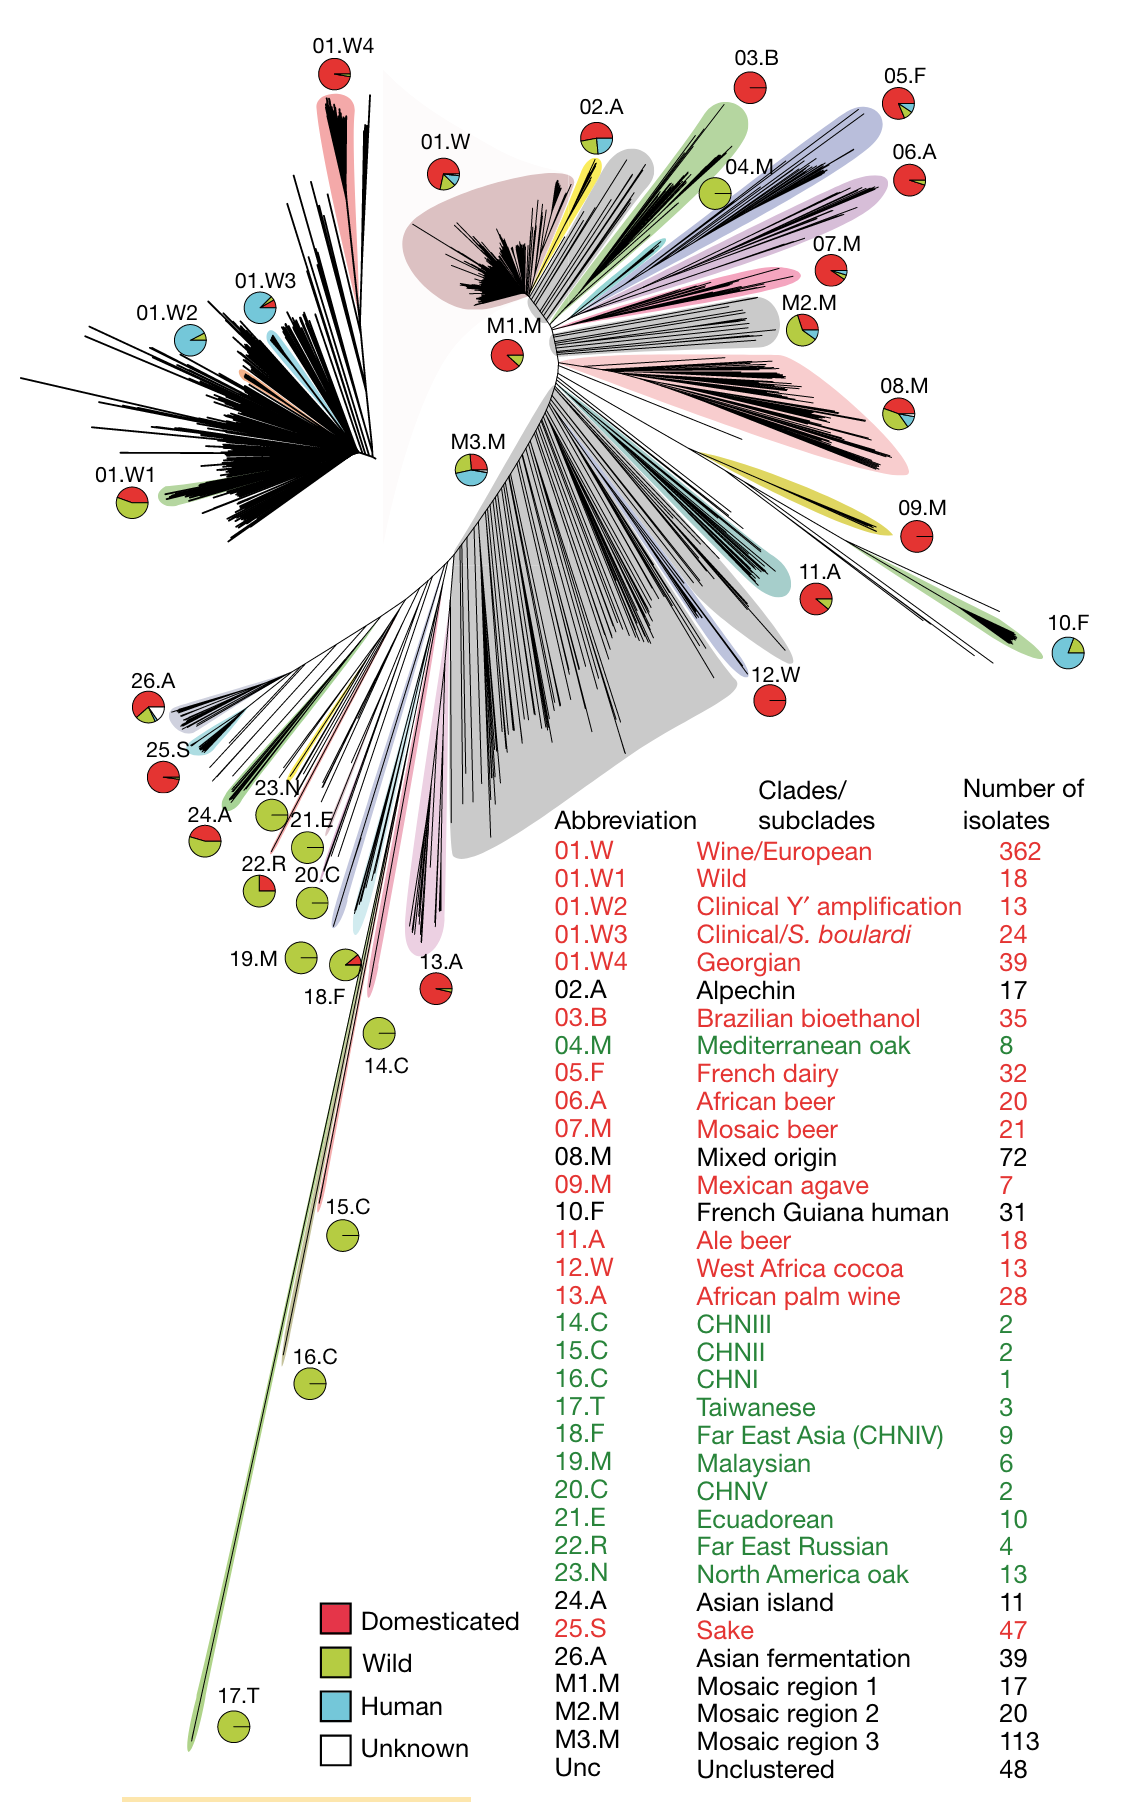 01.W4
03.B
05.F
02.A
01.W
06.A
04.M
07.M
01.W3
M2.M
01.W2
M1.M
08.M
M3.M
01.W1
09.M
11.A
10.F
12.W
26.A
25.S
23.N
24.A
21.E
22.R
20.C
19.M
13.A
18.F
14.C
15.C
16.C
17.T
Domesticated
Wild
Human
Unknown
Clades/ Number of
Abbreviation subclades isolates
01.W Wine/European 362
01.W1 Wild 18
01.W2 Clinical Y′ amplification 13
01.W3 Clinical/S. boulardi 24
01.W4 Georgian 39
02.A Alpechin 17
03.B Brazilian bioethanol 35
04.M Mediterranean oak 8
05.F French dairy 32
06.A African beer 20
07.M Mosaic beer 21
08.M Mixed origin 72
09.M Mexican agave 7
10.F French Guiana human 31
11.A Ale beer 18
12.W West Africa cocoa 13
13.A African palm wine 28
14.C CHNIII 2
15.C CHNII 2
16.C CHNI 1
17.T Taiwanese 3
18.F Far East Asia (CHNIV) 9
19.M Malaysian 6
20.C CHNV 2
21.E Ecuadorean 10
22.R Far East Russian 4
23.N North America oak 13
24.A Asian island 11
25.S Sake 47
26.A Asian fermentation 39
M1.M Mosaic region 1 17
M2.M Mosaic region 2 20
M3.M Mosaic region 3 113
Unc Unclustered 48